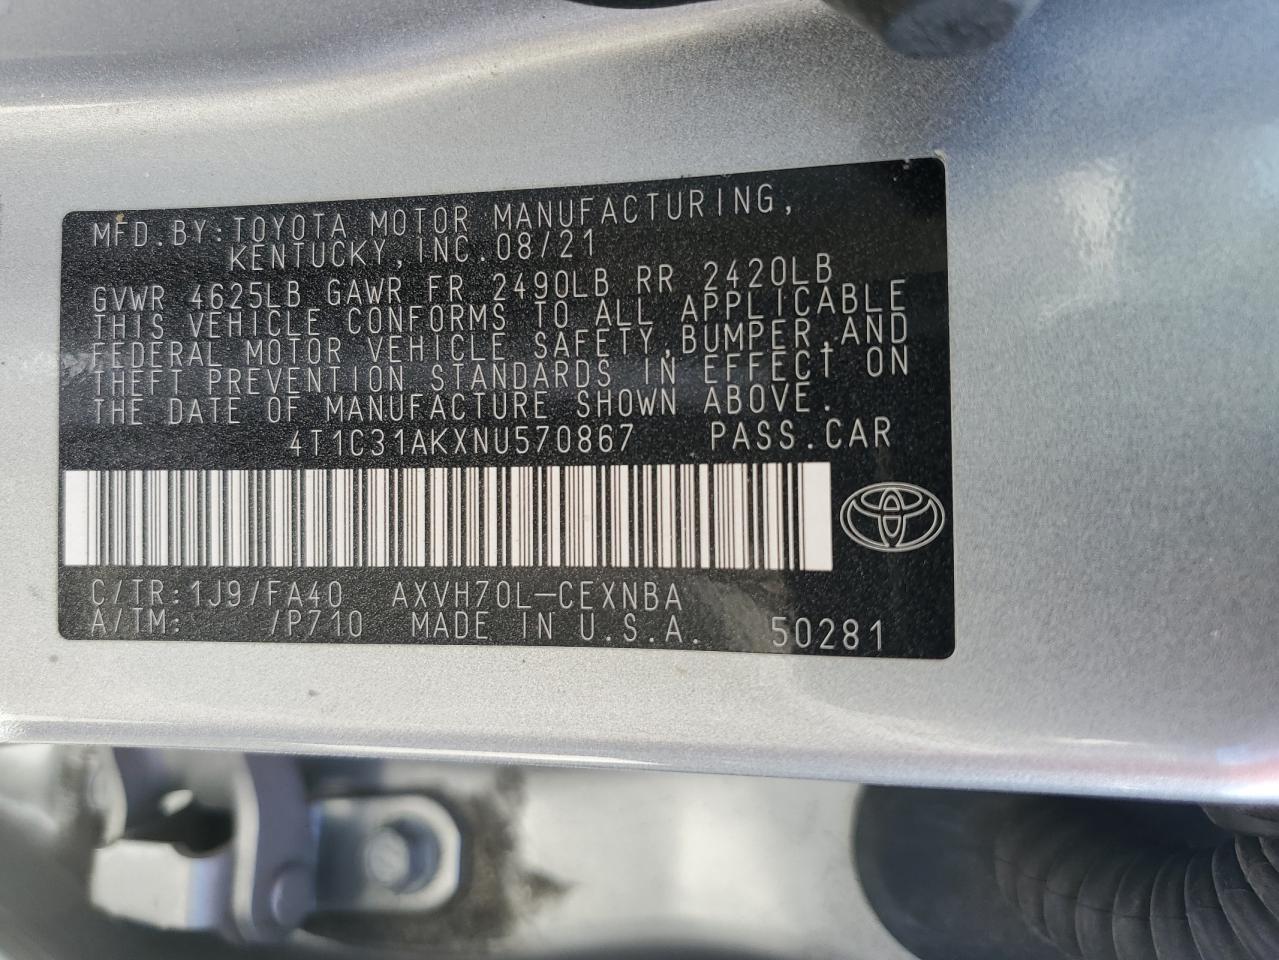 MFD.BY:TOYOTA MOTOR MANUFACTURING,
KENTUCKY, INC.08/21
GVWR 4625LB GAWR FR 2490LB RR 2420LB
THIS VEHICLE CONFORMS TO ALL APPLICABLE
FEDERAL MOTOR VEHICLE SAFETY,BUMPER,AND
THEFT PREVENTION STANDARDS IN EFFECT ON
THE DATE OF MANUFACTURE SHOWN ABOVE.
4T1C31AKXNU570867 PASS.CAR
C/TR:1J9/FA40 AXVH70L-CEXNBA
A/TM: /P710 MADE IN U.S.A. 50281